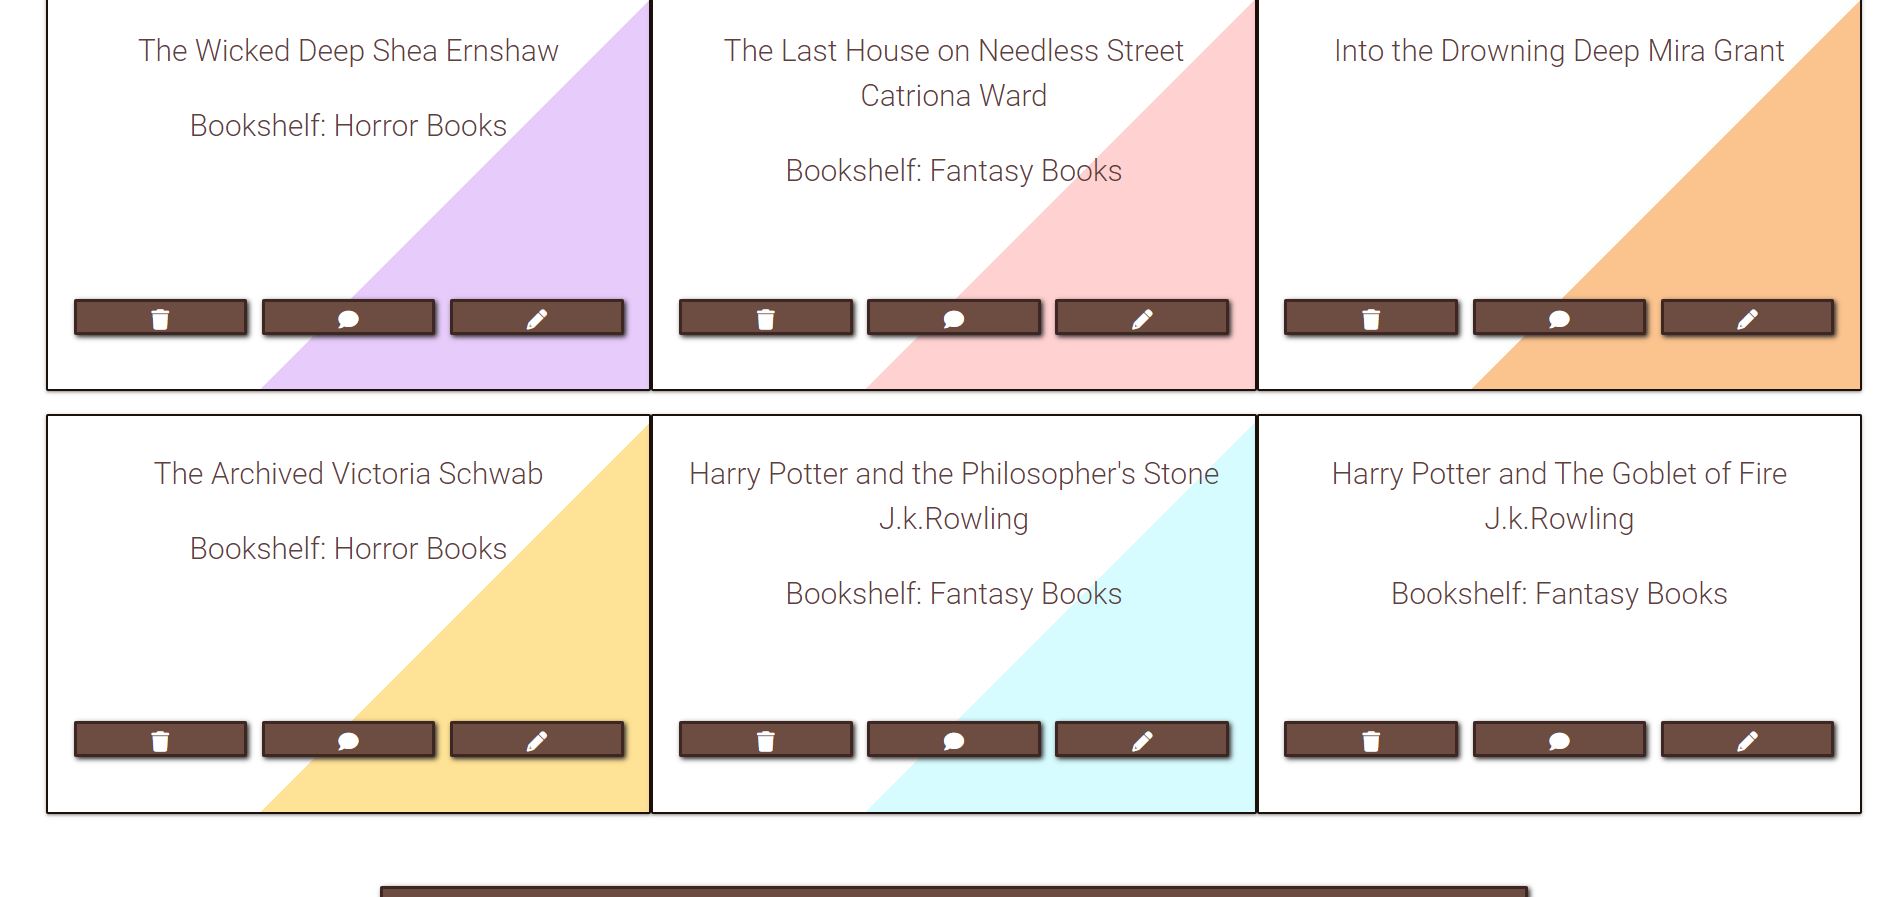 The Wicked Deep Shea Ernshaw
Bookshelf: Horror Books
The Last House on Needless Street
Catriona Ward
Bookshelf: Fantasy Books
Into the Drowning Deep Mira Grant
The Archived Victoria Schwab
Bookshelf: Horror Books
Harry Potter and the Philosopher's Stone
J.k.Rowling
Bookshelf: Fantasy Books
Harry Potter and The Goblet of Fire
J.k.Rowling
Bookshelf: Fantasy Books